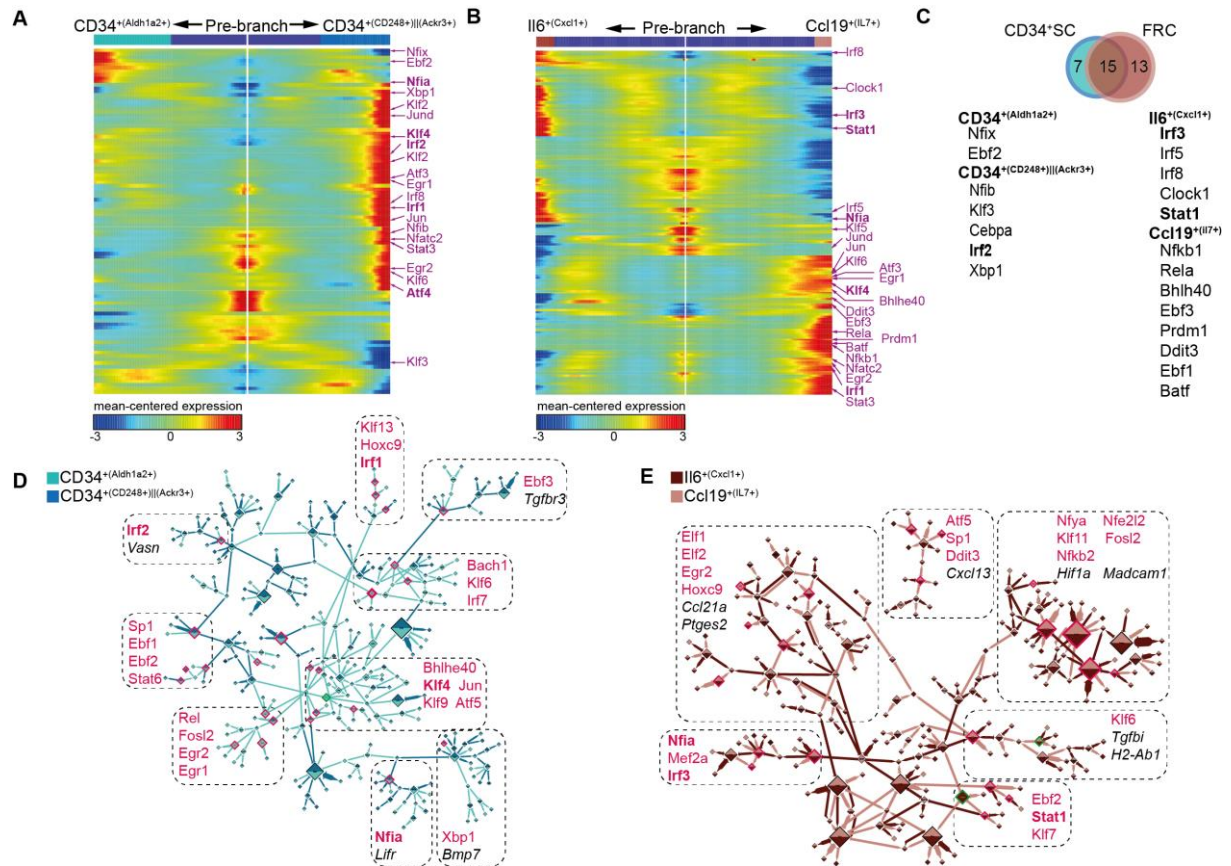 A
CD34+(Aldh1a2+)
Pre-branch
CD34+(CD248+)||(Ackr3+)
Nfix
Ebf2
Nfia
Xbp1
Klf2
Jund
Klf4
Irf2
Klf2
Atf3
Egr1
Irf8
Irf1
Jun
Nfib
Nfatc2
Stat3
Egr2
Klf6
Atf4
Klf3
mean-centered expression
-3 0 3
B
Il6+(Cxcl1+)
Pre-branch
Ccl19+(IL7+)
Irf8
Clock1
Irf3
Stat1
Irf5
Nfia
Klf5
Jund
Jun
Klf6
Atf3
Egr1
Klf4
Bhlhe40
Ddit3
Ebf3
Rela
Prdm1
Batf
Nfkb1
Nfatc2
Egr2
Irf1
Stat3
mean-centered expression
-3 0 3
C
CD34+SC
FRC
7 15 13
CD34+(Aldh1a2+)
Nfix
Ebf2
CD34+(CD248+)||(Ackr3+)
Nfib
Klf3
Cebpa
Irf2
Xbp1
Il6+(Cxcl1+)
Irf3
Irf5
Irf8
Clock1
Stat1
Ccl19+(il7+)
Nfkb1
Rela
Bhlh40
Ebf3
Prdm1
Ddit3
Ebf1
Batf
D
CD34+(Aldh1a2+)
CD34+(CD248+)||(Ackr3+)
Klf13
Hoxc9
Irf1
Ebf3
Tgfbr3
Irf2
Vasn
Bach1
Klf6
Irf7
Sp1
Ebf1
Ebf2
Stat6
Bhlhe40
Klf4 Jun
Klf9 Atf5
Rel
Fosl2
Egr2
Egr1
Nfia
Lifr
Xbp1
Bmp7
E
Il6+(Cxcl1+)
Ccl19+(IL7+)
Elf1
Elf2
Egr2
Hoxc9
Ccl21a
Ptges2
Atf5
Sp1
Ddit3
Cxcl13
Nfya Nfe2l2
Klf11 Fosl2
Nfkb2
Hif1a Madcam1
Klf6
Tgfbi
H2-Ab1
Nfia
Mef2a
Irf3
Ebf2
Stat1
Klf7